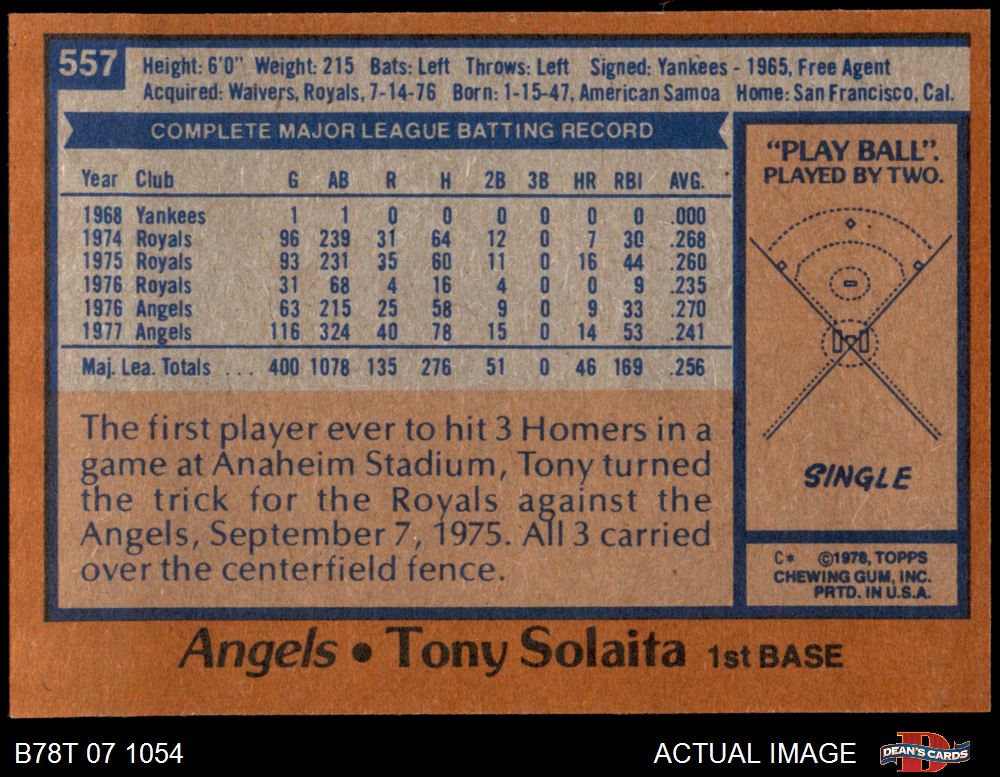 557
Height: 6'0" Weight: 215 Bats: Left Throws: Left Signed: Yankees - 1965, Free Agent
Acquired: Waivers, Royals, 7-14-76 Born: 1-15-47, American Samoa Home: San Francisco, Cal.
COMPLETE MAJOR LEAGUE BATTING RECORD
Year Club G AB R H 2B 3B HR RBI AVG.
1968 Yankees 1 1 0 0 0 0 0 0 .000
1974 Royals 96 239 31 64 12 0 7 30 .268
1975 Royals 93 231 35 60 11 0 16 44 .260
1976 Royals 31 68 4 16 4 0 0 9 .235
1976 Angels 63 215 25 58 9 0 9 33 .270
1977 Angels 116 324 40 78 15 0 14 53 .241
Maj. Lea. Totals ... 400 1078 135 276 51 0 46 169 .256
The first player ever to hit 3 Homers in a
game at Anaheim Stadium, Tony turned
the trick for the Royals against the
Angels, September 7, 1975. All 3 carried
over the centerfield fence.
"PLAY BALL".
PLAYED BY TWO.
SINGLE
C* ©1978, TOPPS
CHEWING GUM, INC.
PRTD. IN U.S.A.
Angels • Tony Solaita 1st BASE
B78T 07 1054
ACTUAL IMAGE
DEAN'S CARDS